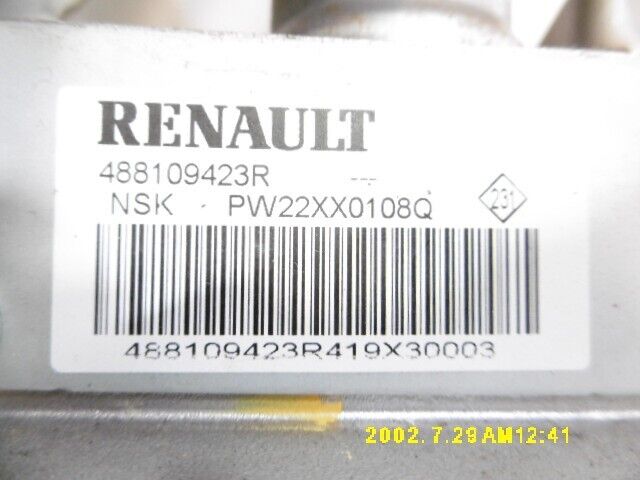 RENAULT
488109423R ---
NSK PW22XX0108Q
231
488109423R419X30003
2002. 7.29 AM12:41